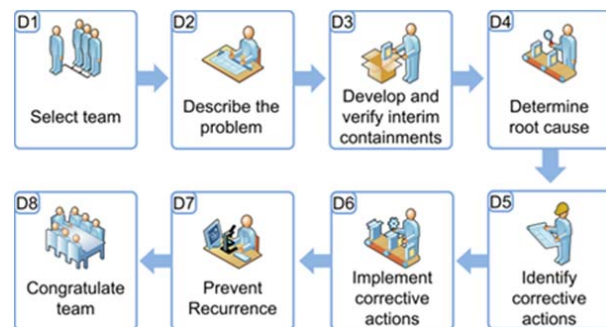 D1
Select team
D2
Describe the
problem
D3
Develop and
verify interim
containments
D4
Determine
root cause
D5
Identify
corrective
actions
D6
Implement
corrective
actions
D7
Prevent
Recurrence
D8
Congratulate
team